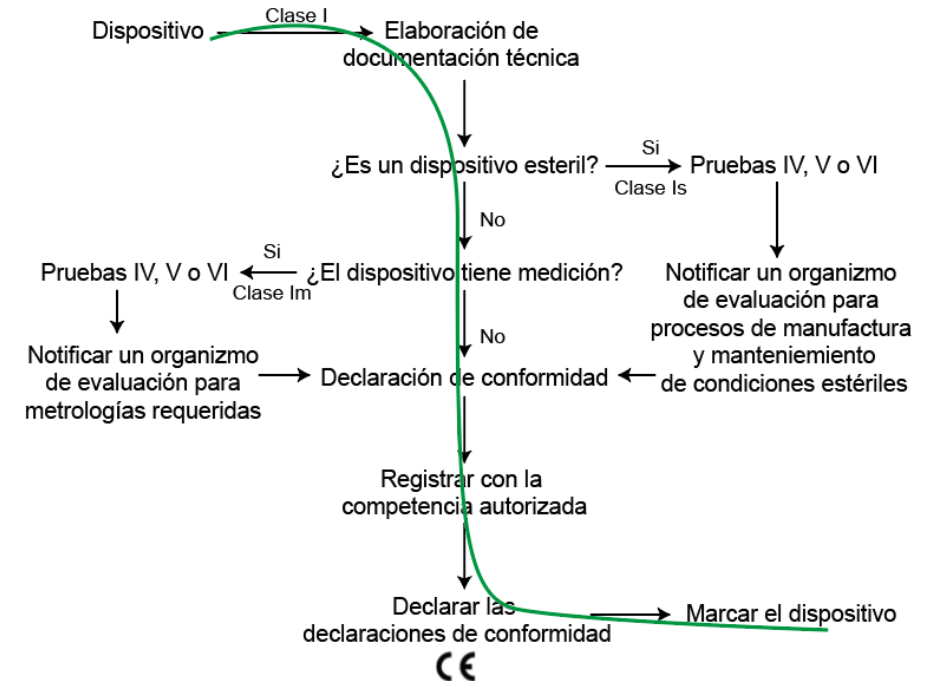 Dispositivo
Clase I
Elaboración de
documentación técnica
¿Es un dispositivo esteril?
Si
Clase Is
Pruebas IV, V o VI
No
Pruebas IV, V o VI
Si
Clase Im
¿El dispositivo tiene medición?
Notificar un organizmo
de evaluación para
procesos de manufactura
y manteniemiento
de condiciones estériles
No
Notificar un organizmo
de evaluación para
metrologías requeridas
Declaración de conformidad
Registrar con la
competencia autorizada
Declarar las
declaraciones de conformidad
CE
Marcar el dispositivo